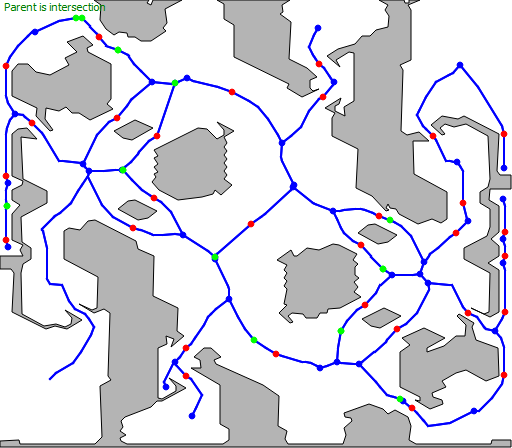 Parent is intersection